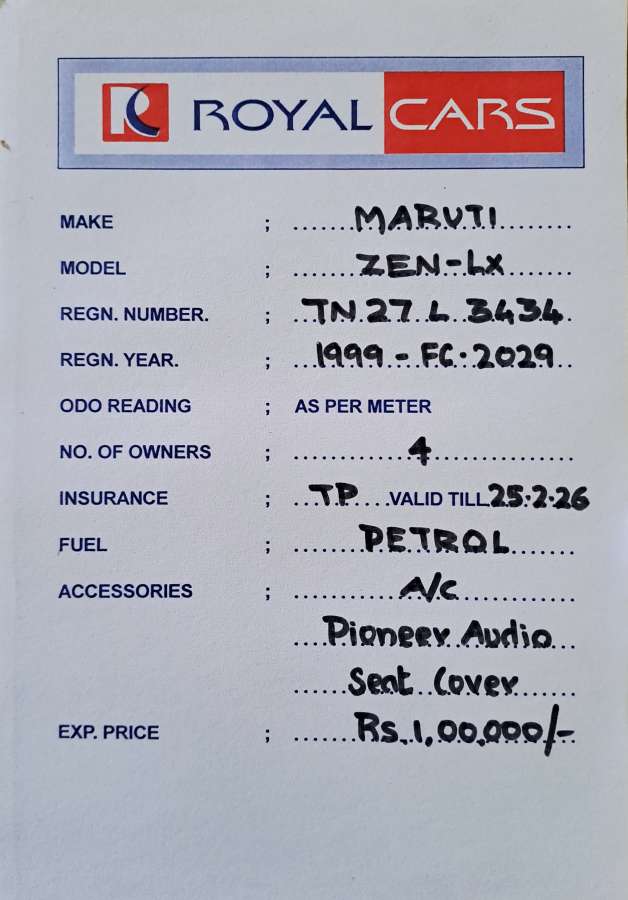 R ROYAL CARS
MAKE ; MARUTI
MODEL ; ZEN-LX
REGN. NUMBER. ; TN 27 L 3434
REGN. YEAR. ; 1999 - FC. 2029
ODO READING ; AS PER METER
NO. OF OWNERS ; 4
INSURANCE ; TP VALID TILL 25.2.26
FUEL ; PETROL
ACCESSORIES ; A/C
Pioneer Audio
Seat Cover
EXP. PRICE ; Rs. 1,00,000/-